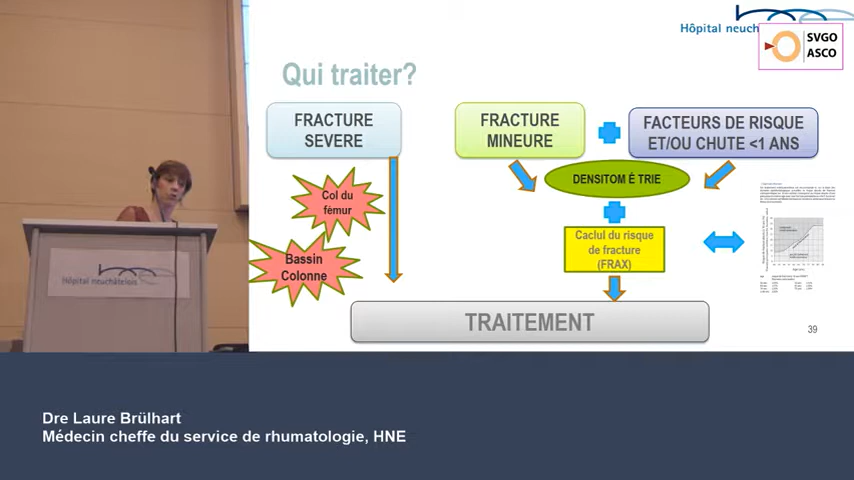 Hôpital neuch
SVGO
ASCO
Qui traiter?
FRACTURE
SEVERE
FRACTURE
MINEURE
FACTEURS DE RISQUE
ET/OU CHUTE <1 ANS
DENSITOM É TRIE
Col du
fémur
Caclul du risque
de fracture
(FRAX)
Bassin
Colonne
TRAITEMENT
39
Hôpital neuchâtelois
Dre Laure Brülhart
Médecin cheffe du service de rhumatologie, HNE